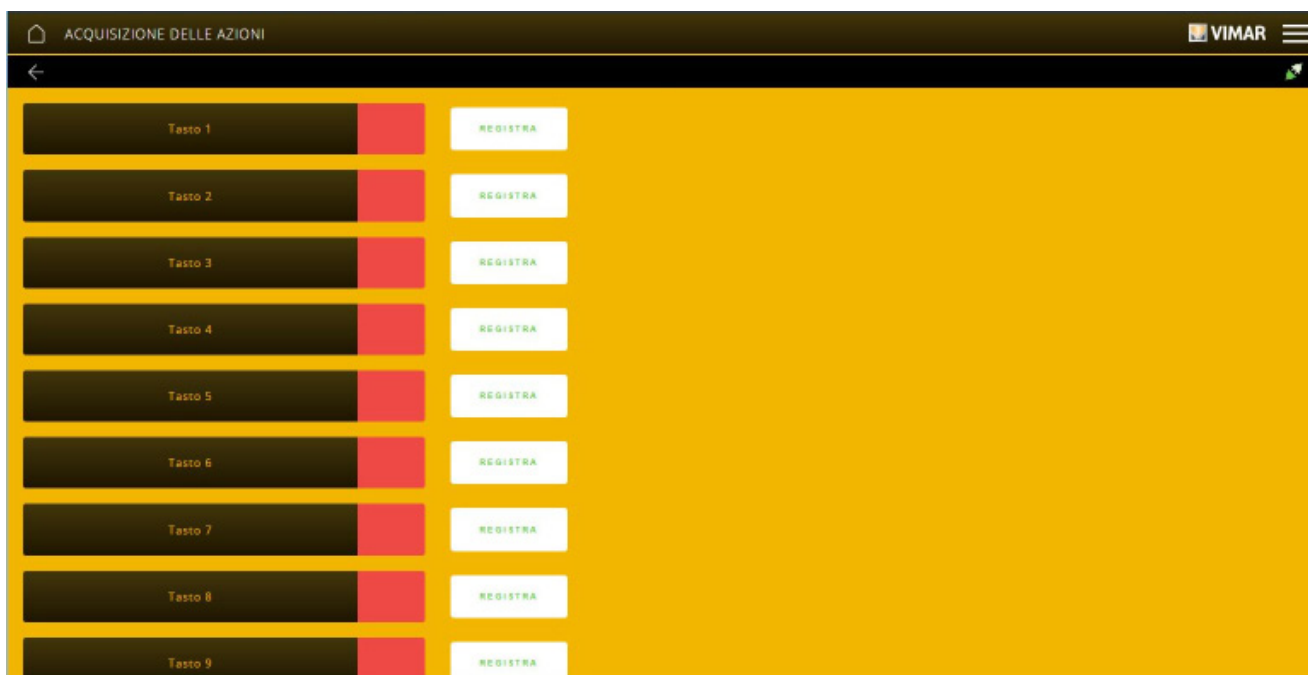 ACQUISIZIONE DELLE AZIONI
VIMAR
Tasto 1 REGISTRA
Tasto 2 REGISTRA
Tasto 3 REGISTRA
Tasto 4 REGISTRA
Tasto 5 REGISTRA
Tasto 6 REGISTRA
Tasto 7 REGISTRA
Tasto 8 REGISTRA
Tasto 9 REGISTRA